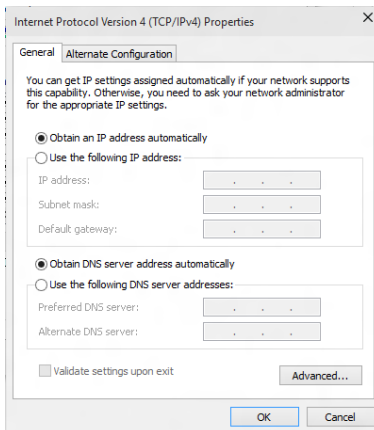 Internet Protocol Version 4 (TCP/IPv4) Properties
General
Alternate Configuration
You can get IP settings assigned automatically if your network supports
this capability. Otherwise, you need to ask your network administrator
for the appropriate IP settings.
Obtain an IP address automatically
Use the following IP address:
IP address:
Subnet mask:
Default gateway:
Obtain DNS server address automatically
Use the following DNS server addresses:
Preferred DNS server:
Alternate DNS server:
Validate settings upon exit
Advanced...
OK
Cancel